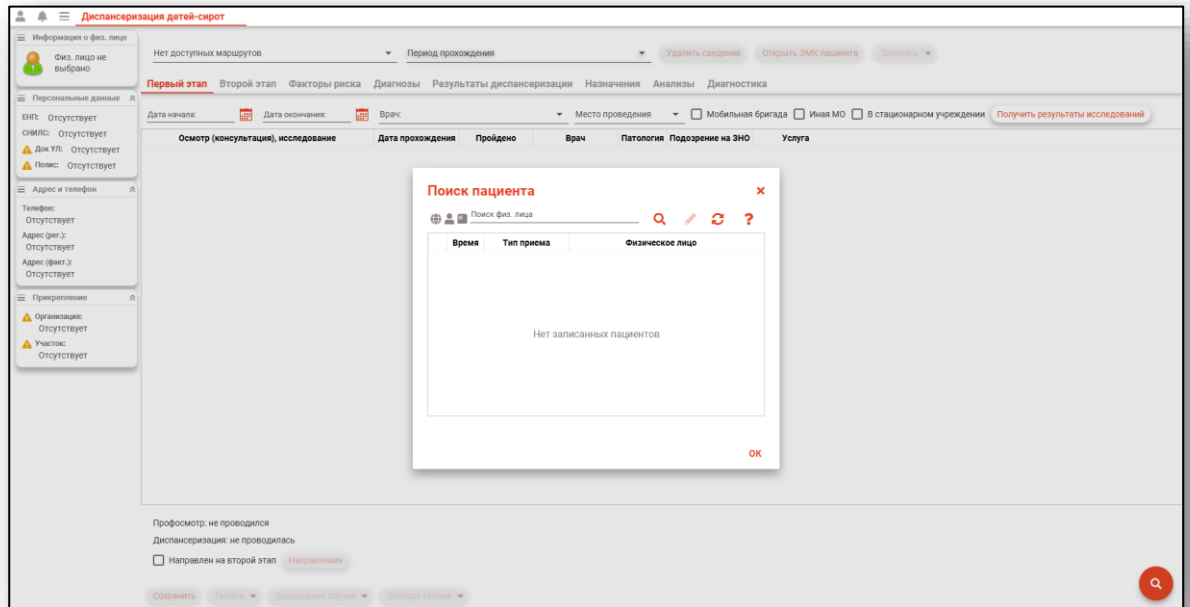 Диспансеризация детей-сирот
Информация о физ. лице
Физ. лицо не
выбрано
Персональные данные
ЕНП: Отсутствует
СНИЛС: Отсутствует
Док УЛ: Отсутствует
Полис: Отсутствует
Адрес и телефон
Телефон:
Отсутствует
Адрес (рег.):
Отсутствует
Адрес (факт.):
Отсутствует
Прикрепление
Организация:
Отсутствует
Участок:
Отсутствует
Нет доступных маршрутов Период прохождения Удалить сведения Открыть ЭМК пациента Записать
Первый этап Второй этап Факторы риска Диагнозы Результаты диспансеризации Назначения Анализы Диагностика
Дата начала: Дата окончания: Врач: Место проведения Мобильная бригада Иная МО В стационарном учреждении Получить результаты исследований
Осмотр (консультация), исследование Дата прохождения Пройдено Врач Патология Подозрение на ЗНО Услуга
Поиск пациента
Поиск физ. лица ?
Время Тип приема Физическое лицо
Нет записанных пациентов
ОК
Профосмотр: не проводился
Диспансеризация: не проводилась
Направлен на второй этап Направления
Сохранить Печать Завершение случая Экспорт талона